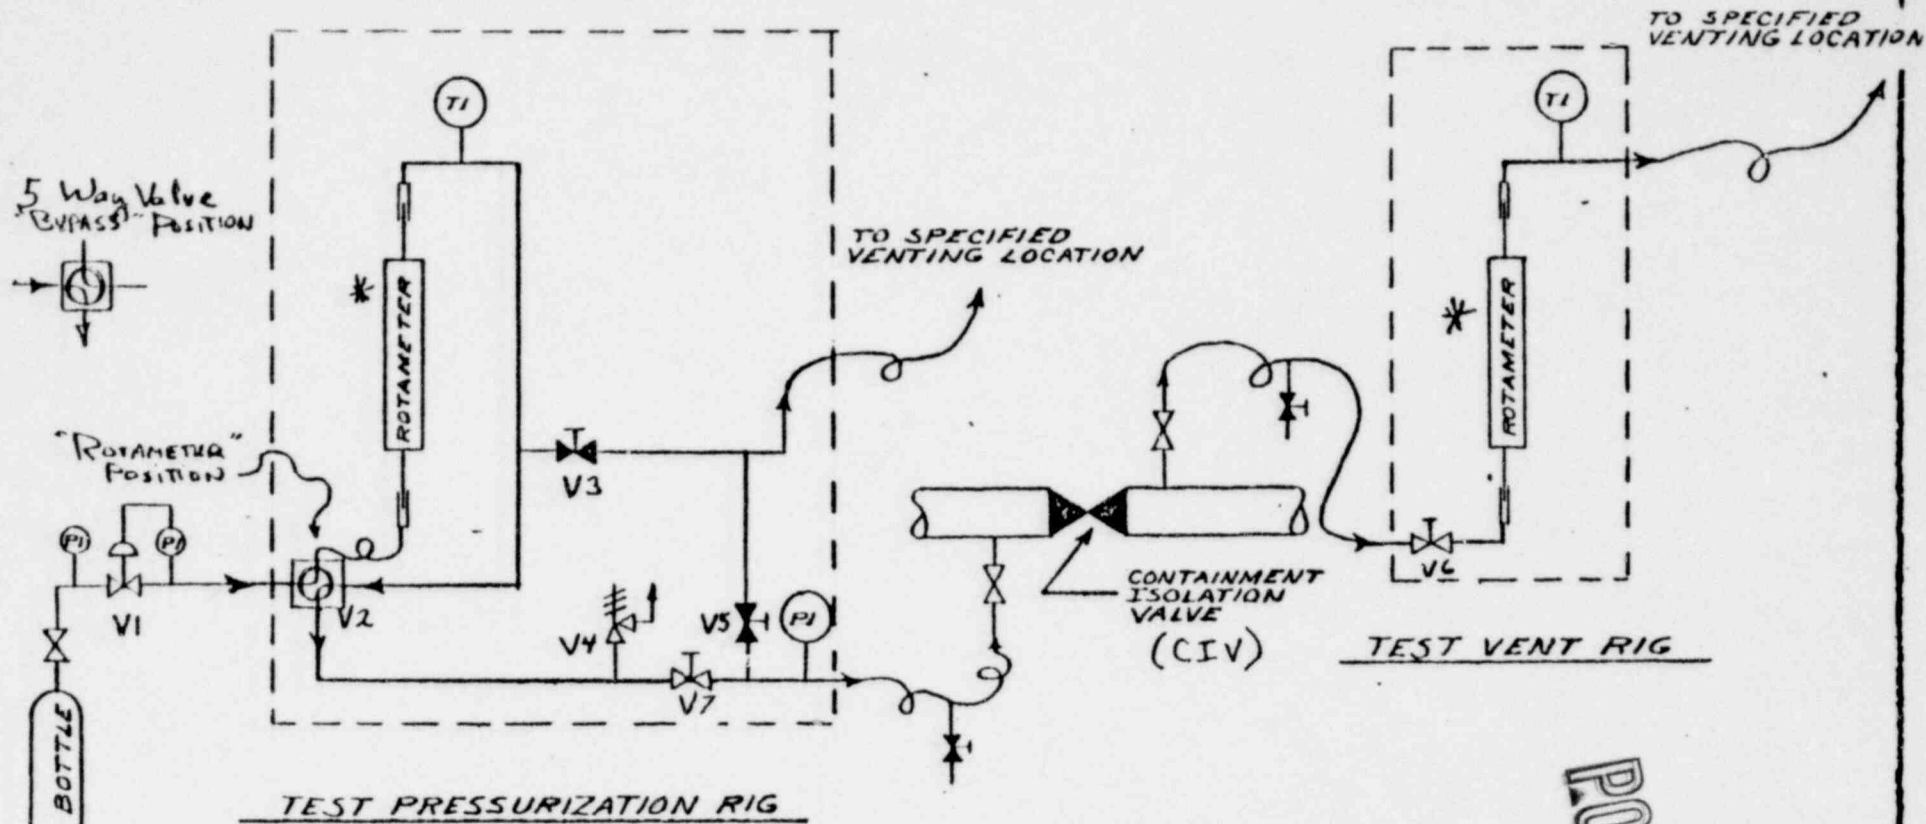 TO SPECIFIED
VENTING LOCATION
TI
TI
5 Way Valve
"BYPASS" POSITION
TO SPECIFIED
VENTING LOCATION
*
ROTAMETER
*
ROTAMETER
"ROTAMETER"
POSITION
V3
PI
PI
V1
V2
V4
V5
PI
V7
V6
CONTAINMENT
ISOLATION
VALVE
(CIV)
TEST VENT RIG
BOTTLE
TEST PRESSURIZATION RIG